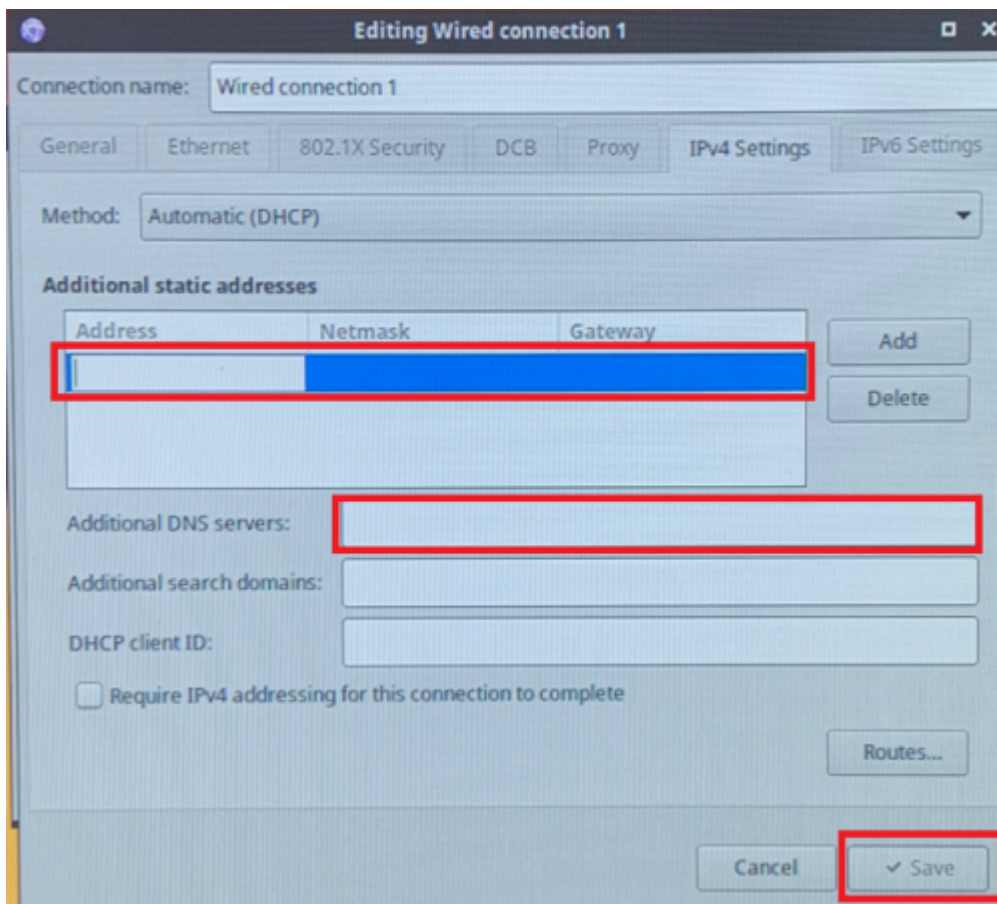 Editing Wired connection 1
Connection name: Wired connection 1
General Ethernet 802.1X Security DCB Proxy IPv4 Settings IPv6 Settings
Method: Automatic (DHCP)
Additional static addresses
Address Netmask Gateway
Add
Delete
Additional DNS servers:
Additional search domains:
DHCP client ID:
Require IPv4 addressing for this connection to complete
Routes...
Cancel Save